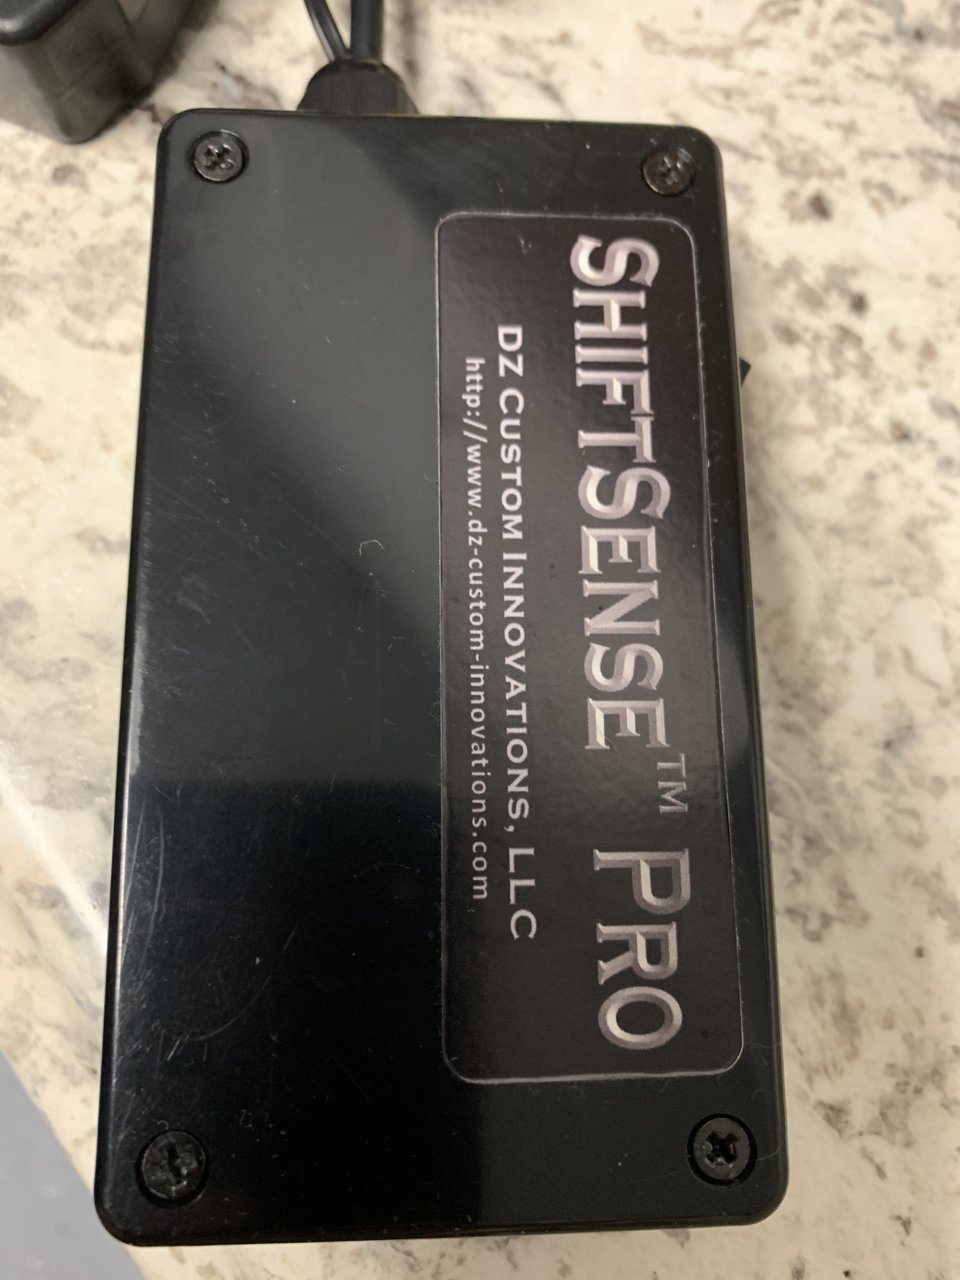 SHIFTSENSE™ PRO
DZ CUSTOM INNOVATIONS, LLC
http://www.dz-custom-innovations.com